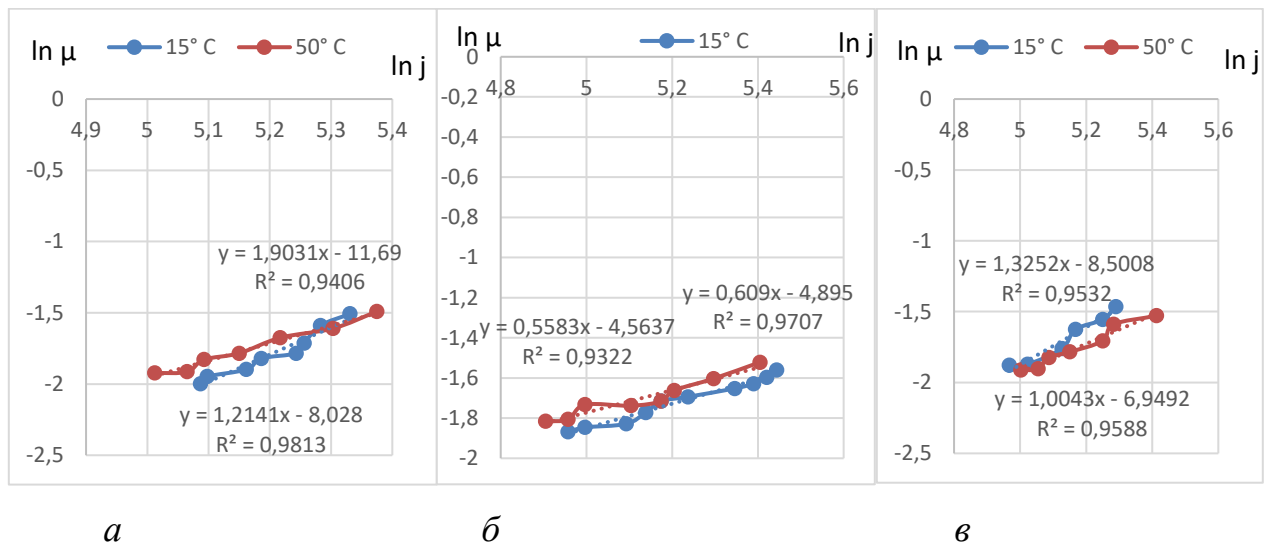 ln μ
15° C
50° C
ln j
0
4,9
5
5,1
5,2
5,3
5,4
-0,5
-1
-1,5
-2
-2,5
y = 1,9031x - 11,69
R² = 0,9406
y = 1,2141x - 8,028
R² = 0,9813
а
ln μ
15° C
ln j
0
4,8
5
5,2
5,4
5,6
-0,2
-0,4
-0,6
-0,8
-1
-1,2
-1,4
-1,6
-1,8
-2
y = 0,609x - 4,895
R² = 0,9707
y = 0,5583x - 4,5637
R² = 0,9322
б
ln μ
15° C
50° C
ln j
0
4,8
5
5,2
5,4
5,6
-0,5
-1
-1,5
-2
-2,5
y = 1,3252x - 8,5008
R² = 0,9532
y = 1,0043x - 6,9492
R² = 0,9588
в